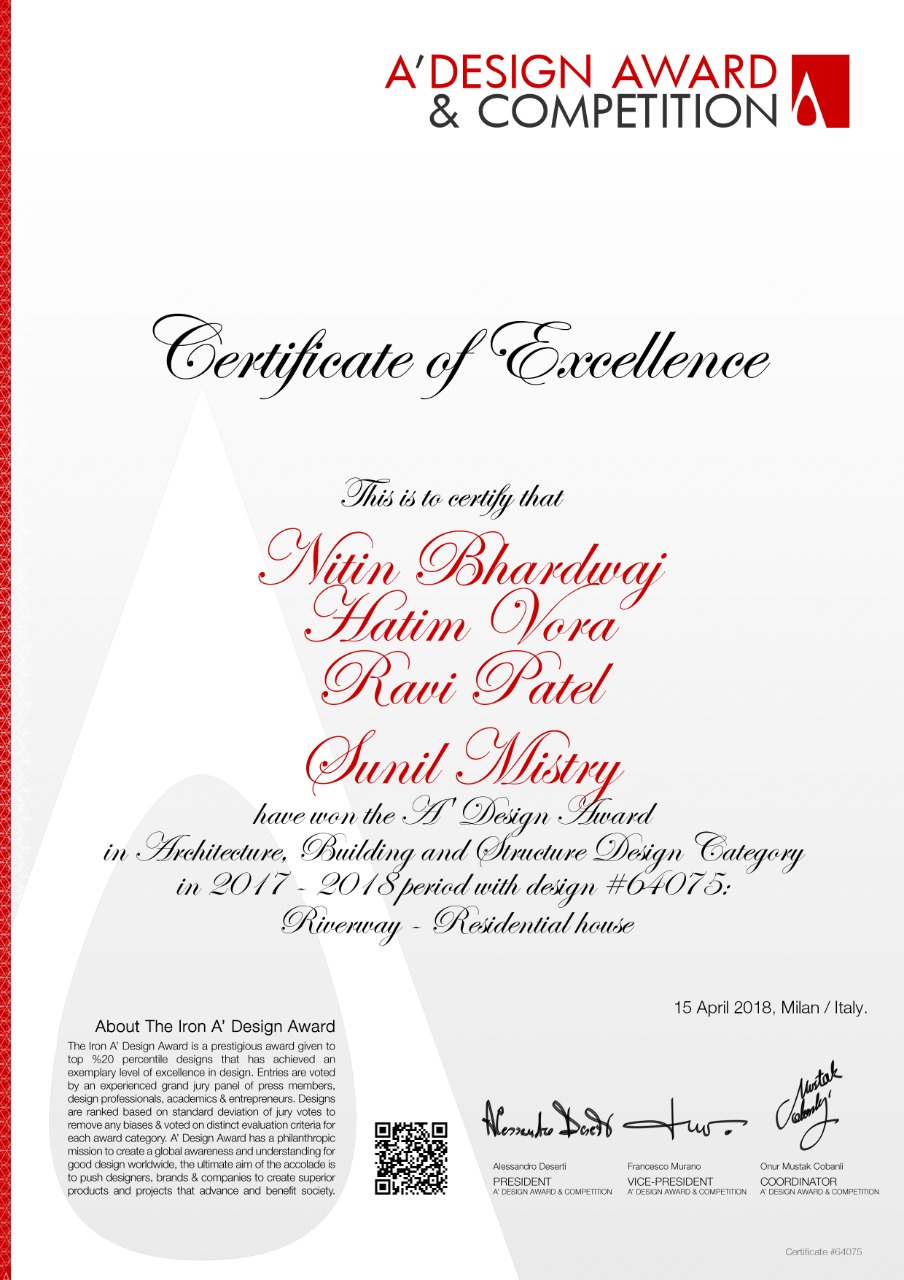 A'DESIGN AWARD
& COMPETITION
Certificate of Excellence
This is to certify that
Nitin Bhardwaj
Hatim Vora
Ravi Patel
Sunil Mistry
have won the A' Design Award
in Architecture, Building and Structure Design Category
in 2017 - 2018 period with design #64075:
Riverway - Residential house
15 April 2018, Milan / Italy.
About The Iron A' Design Award
The Iron A' Design Award is a prestigious award given to
top %20 percentile designs that has achieved an
exemplary level of excellence in design. Entries are voted
by an experienced grand jury panel of press members,
design professionals, academics & entrepreneurs. Designs
are ranked based on standard deviation of jury votes to
remove any biases & voted on distinct evaluation criteria for
each award category. A' Design Award has a philanthropic
mission to create a global awareness and understanding for
good design worldwide, the ultimate aim of the accolade is
to push designers, brands & companies to create superior
products and projects that advance and benefit society.
Alessandro Deserti
Mustak
Cobanli
Alessandro Deserti
PRESIDENT
A' DESIGN AWARD & COMPETITION
Francesco Murano
VICE-PRESIDENT
A' DESIGN AWARD & COMPETITION
Onur Mustak Cobanli
COORDINATOR
A' DESIGN AWARD & COMPETITION
Certificate #64075